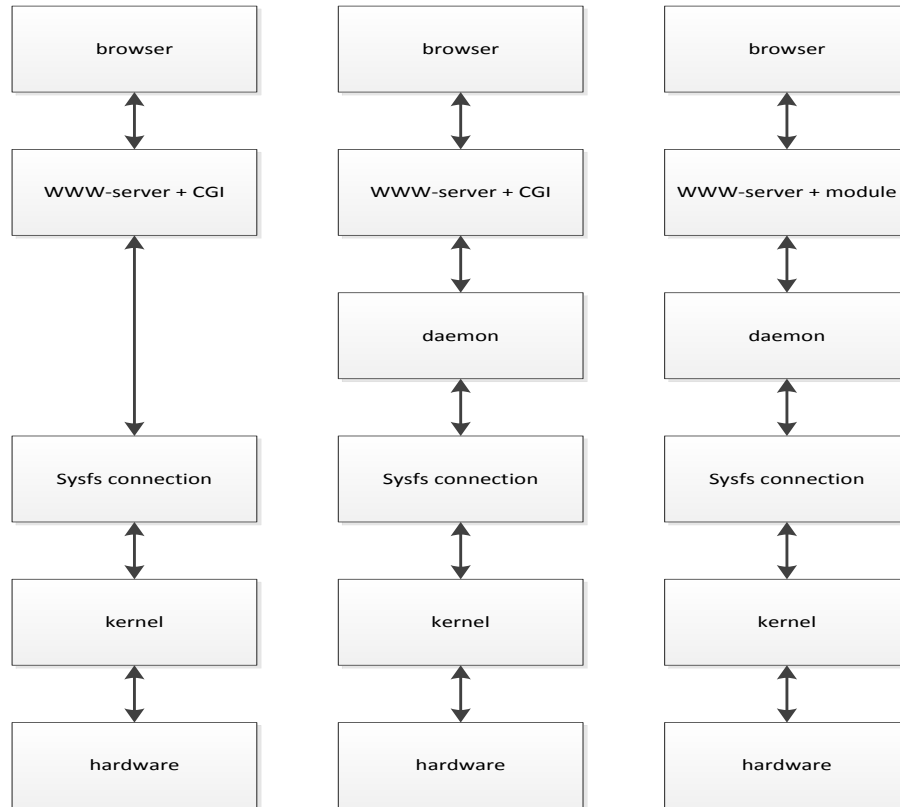 browser
WWW-server + CGI
Sysfs connection
kernel
hardware
browser
WWW-server + CGI
daemon
Sysfs connection
kernel
hardware
browser
WWW-server + module
daemon
Sysfs connection
kernel
hardware